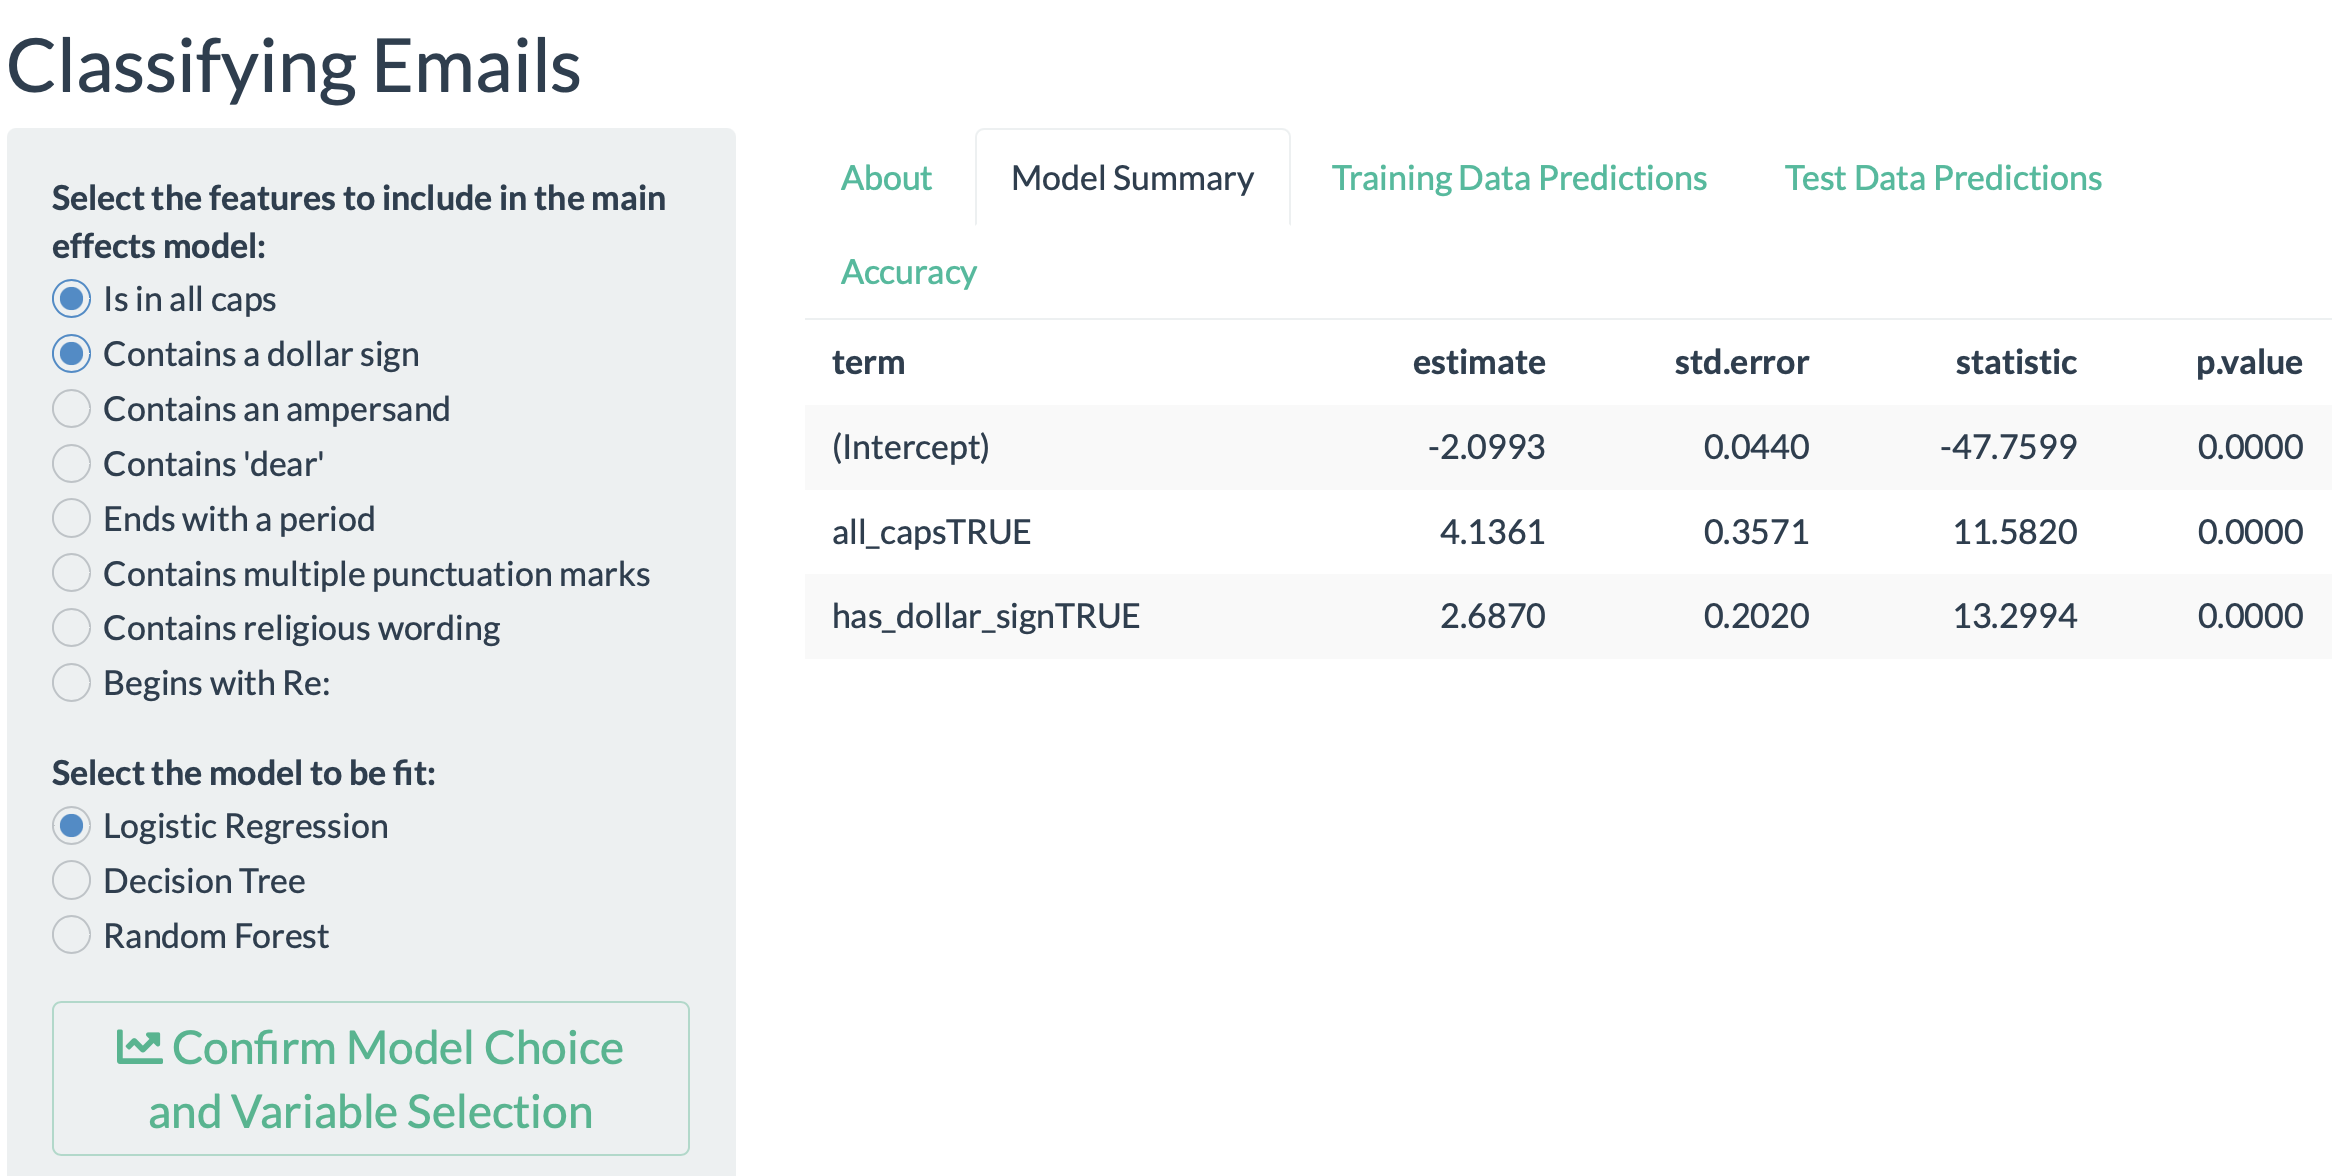 Classifying Emails
Select the features to include in the main
effects model:
Is in all caps
Contains a dollar sign
Contains an ampersand
Contains 'dear'
Ends with a period
Contains multiple punctuation marks
Contains religious wording
Begins with Re:
Select the model to be fit:
Logistic Regression
Decision Tree
Random Forest
Confirm Model Choice
and Variable Selection
About Model Summary Training Data Predictions Test Data Predictions
Accuracy
term estimate std.error statistic p.value
(Intercept) -2.0993 0.0440 -47.7599 0.0000
all_capsTRUE 4.1361 0.3571 11.5820 0.0000
has_dollar_signTRUE 2.6870 0.2020 13.2994 0.0000